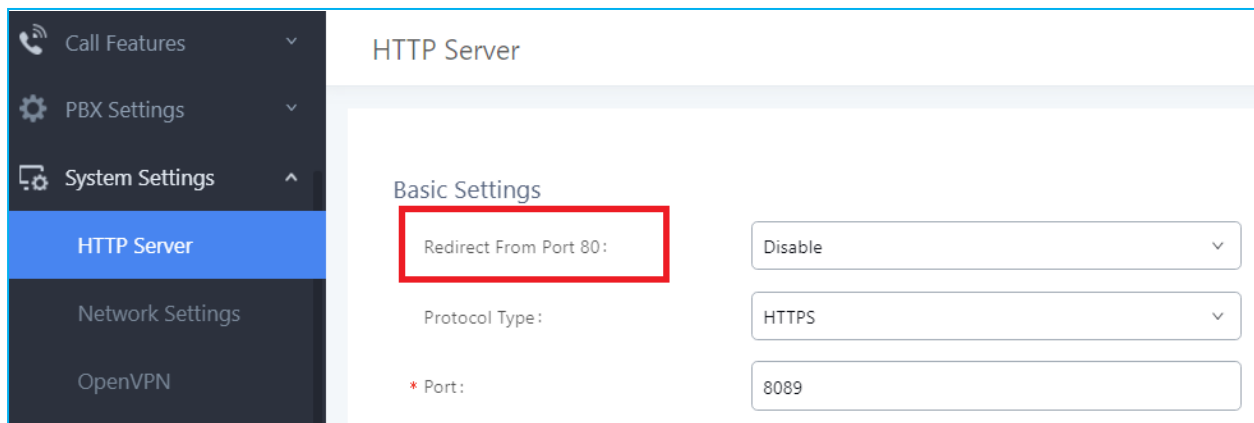 Call Features
PBX Settings
System Settings
HTTP Server
Network Settings
OpenVPN
HTTP Server
Basic Settings
Redirect From Port 80: Disable
Protocol Type: HTTPS
* Port: 8089